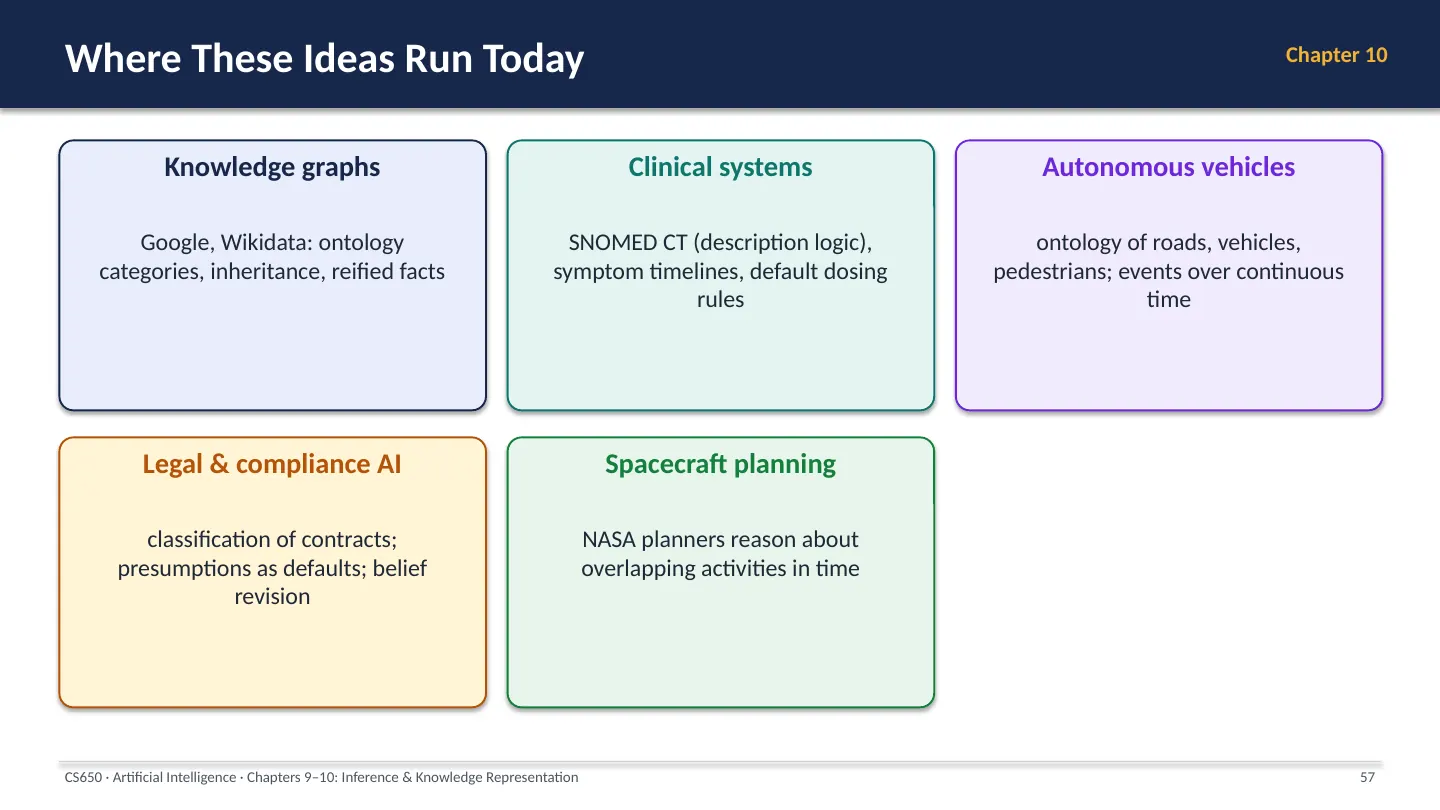 Where These Ideas Run Today
Chapter 10
Knowledge graphs
Google, Wikidata: ontology
categories, inheritance, reified facts
Clinical systems
SNOMED CT (description logic),
symptom timelines, default dosing
rules
Autonomous vehicles
ontology of roads, vehicles,
pedestrians; events over continuous
time
Legal & compliance AI
classification of contracts;
presumptions as defaults; belief
revision
Spacecraft planning
NASA planners reason about
overlapping activities in time
CS650 · Artificial Intelligence · Chapters 9–10: Inference & Knowledge Representation
57